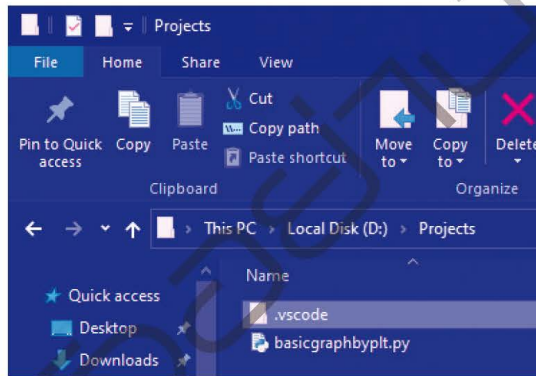 Projects
File Home Share View
Pin to Quick access
Copy
Paste
Cut
Copy path
Paste shortcut
Move to
Copy to
Delete
Clipboard
Organize
This PC › Local Disk (D:) › Projects
Quick access
Desktop
Downloads
Name
.vscode
basicgraphbyplt.py